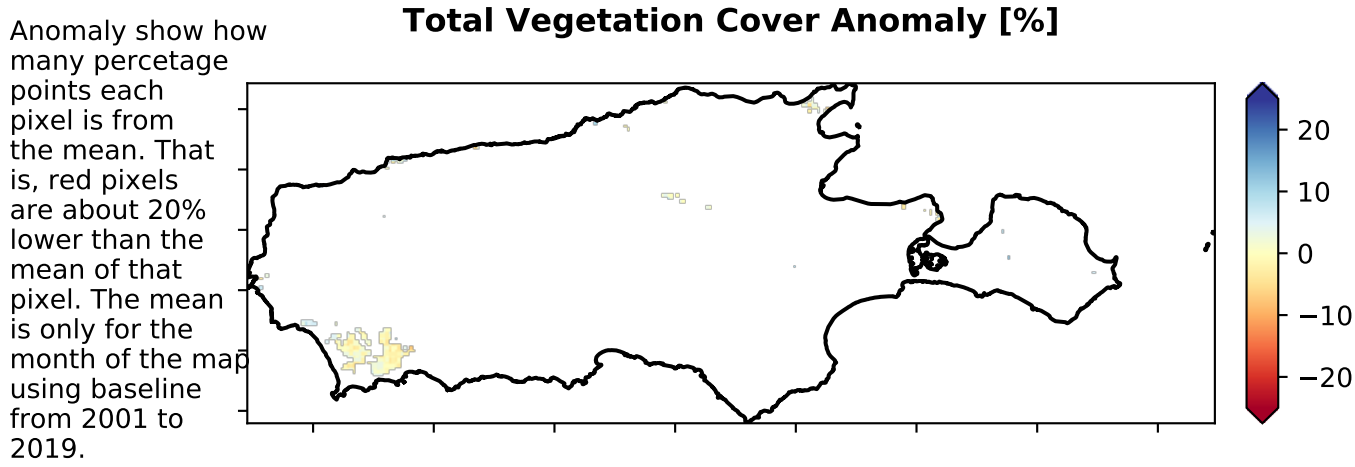 Total Vegetation Cover Anomaly [%]
Anomaly show how
many percetage
points each
pixel is from
the mean. That
is, red pixels
are about 20%
lower than the
mean of that
pixel. The mean
is only for the
month of the map
using baseline
from 2001 to
2019.
20
10
0
−10
−20